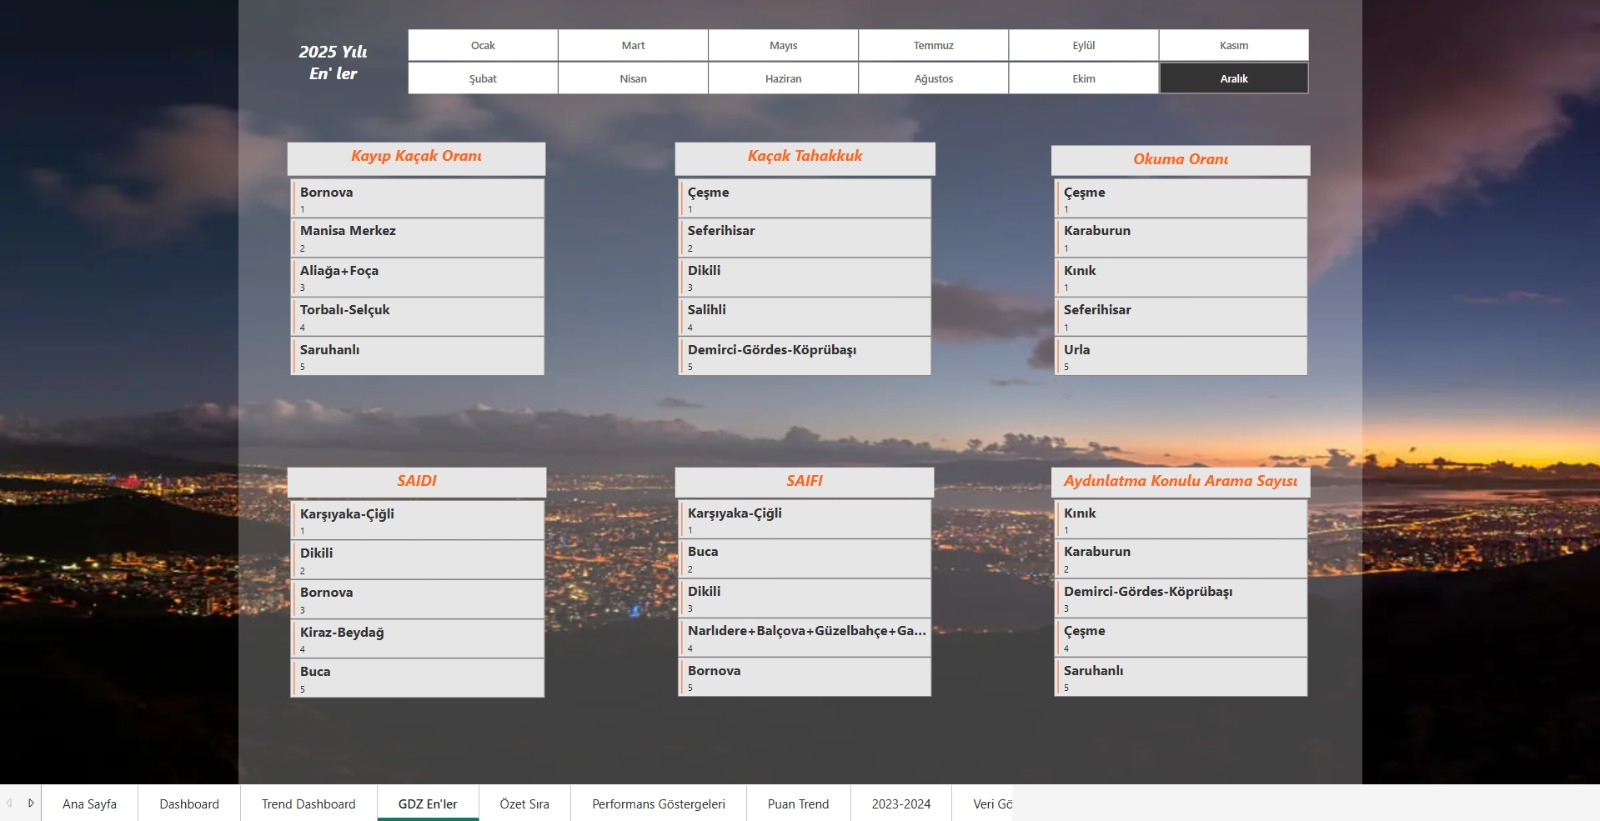 2025 Yılı
En' ler
Ocak
Mart
Mayıs
Temmuz
Eylül
Kasım
Şubat
Nisan
Haziran
Ağustos
Ekim
Aralık
Kayıp Kaçak Oranı
Bornova
1
Manisa Merkez
2
Aliağa+Foça
3
Torbalı-Selçuk
4
Saruhanlı
5
Kaçak Tahakkuk
Çeşme
1
Seferihisar
2
Dikili
3
Salihli
4
Demirci-Gördes-Köprübaşı
5
Okuma Oranı
Çeşme
1
Karaburun
1
Kınık
1
Seferihisar
1
Urla
5
SAIDI
Karşıyaka-Çiğli
1
Dikili
2
Bornova
3
Kiraz-Beydağ
4
Buca
5
SAIFI
Karşıyaka-Çiğli
1
Buca
2
Dikili
3
Narlıdere+Balçova+Güzelbahçe+Ga...
4
Bornova
5
Aydınlatma Konulu Arama Sayısı
Kınık
1
Karaburun
2
Demirci-Gördes-Köprübaşı
3
Çeşme
4
Saruhanlı
5
Ana Sayfa
Dashboard
Trend Dashboard
GDZ En'ler
Özet Sıra
Performans Göstergeleri
Puan Trend
2023-2024
Veri Gö